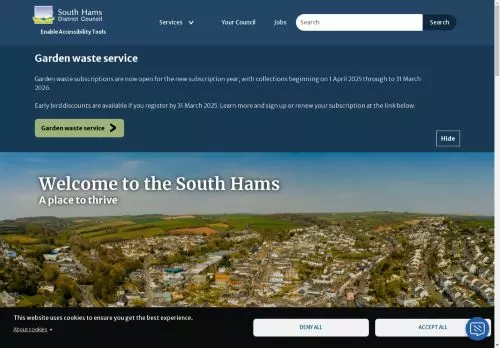 South Hams
District Council
Enable Accessibility Tools
Services
Your Council
Jobs
Search
Search
Garden waste service
Garden waste subscriptions are now open for the new subscription year, with collections beginning on 1 April 2025 through to 31 March
2026.
Early bird discounts are available if you register by 31 March 2025. Learn more and sign up or renew your subscription at the link below.
Garden waste service
Hide
Welcome to the South Hams
A place to thrive
This website uses cookies to ensure you get the best experience.
About cookies
DENY ALL
ACCEPT ALL